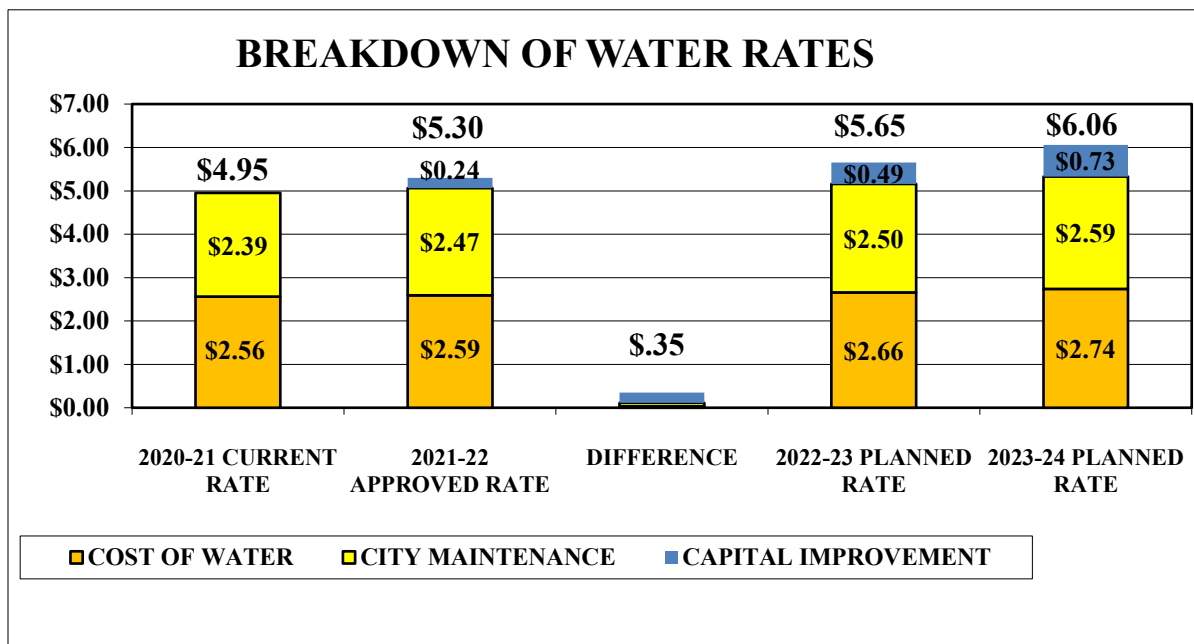 BREAKDOWN OF WATER RATES
$7.00
$6.00
$5.00
$4.00
$3.00
$2.00
$1.00
$0.00
$4.95
$2.39
$2.56
$5.30
$0.24
$2.47
$2.59
$.35
$5.65
$0.49
$2.50
$2.66
$6.06
$0.73
$2.59
$2.74
2020-21 CURRENT
RATE
2021-22
APPROVED RATE
DIFFERENCE
2022-23 PLANNED
RATE
2023-24 PLANNED
RATE
COST OF WATER
CITY MAINTENANCE
CAPITAL IMPROVEMENT